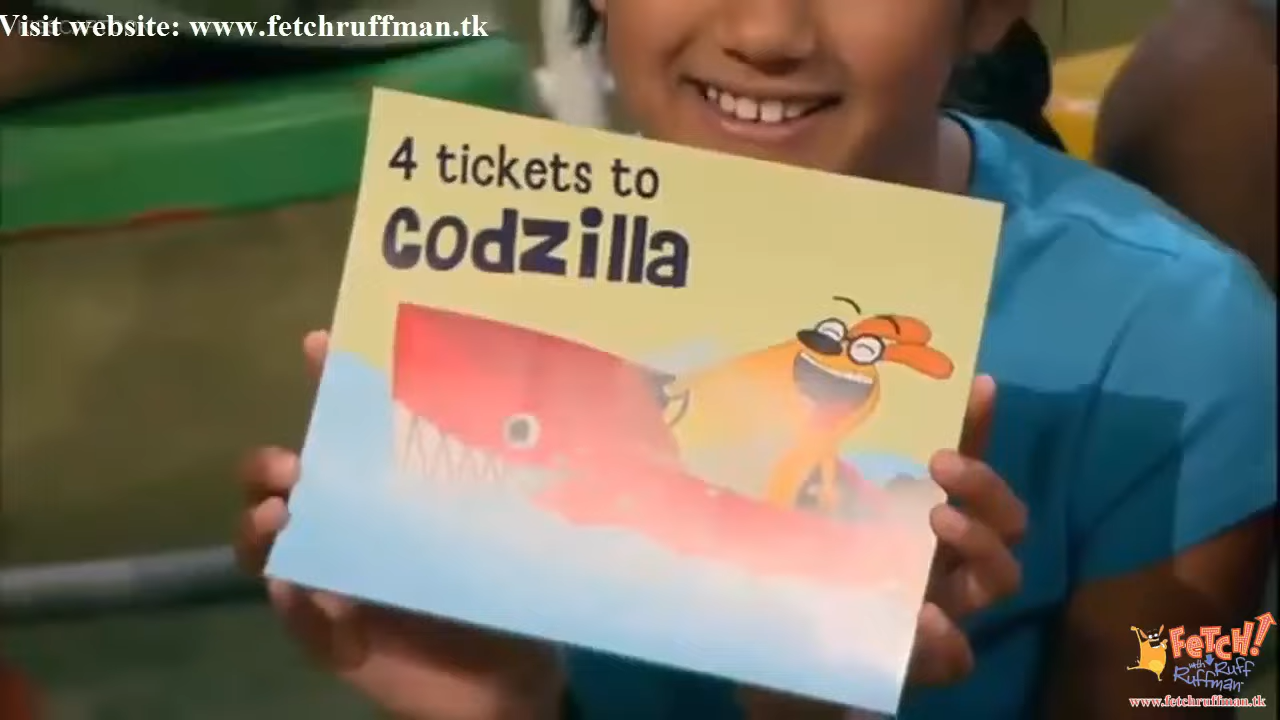 Visit website: www.fetchruffman.tk
4 tickets to
Codzilla
FeTCH!
with Ruff
Ruffman
www.fetchruffman.tk